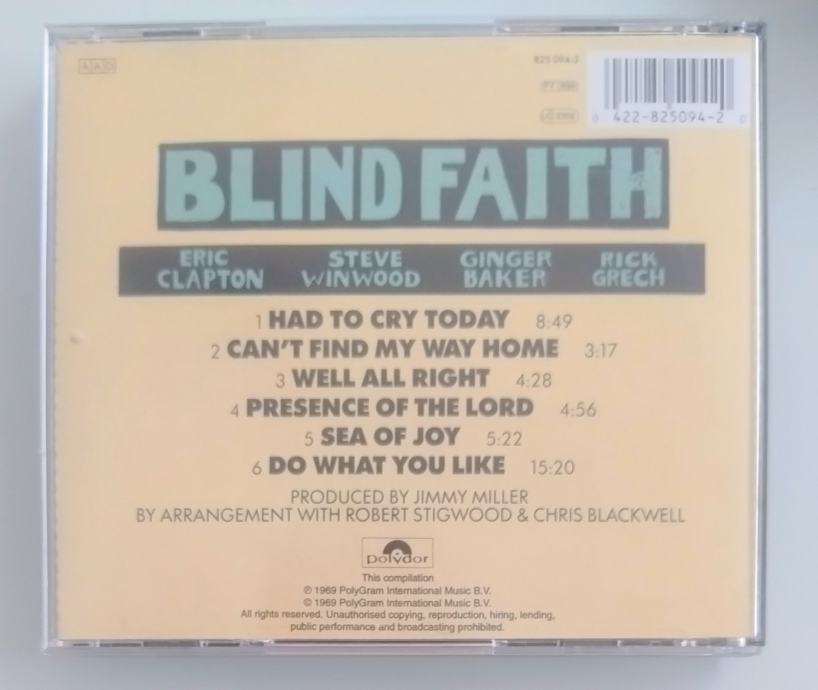 AAD
825 094-2
0 422-825094-2 0
BLIND FAITH
ERIC CLAPTON
STEVE WINWOOD
GINGER BAKER
RICK GRECH
1 HAD TO CRY TODAY 8:49
2 CAN'T FIND MY WAY HOME 3:17
3 WELL ALL RIGHT 4:28
4 PRESENCE OF THE LORD 4:56
5 SEA OF JOY 5:22
6 DO WHAT YOU LIKE 15:20
PRODUCED BY JIMMY MILLER
BY ARRANGEMENT WITH ROBERT STIGWOOD & CHRIS BLACKWELL
polydor
This compilation
℗ 1969 PolyGram International Music B.V.
© 1969 PolyGram International Music B.V.
All rights reserved. Unauthorised copying, reproduction, hiring, lending,
public performance and broadcasting prohibited.